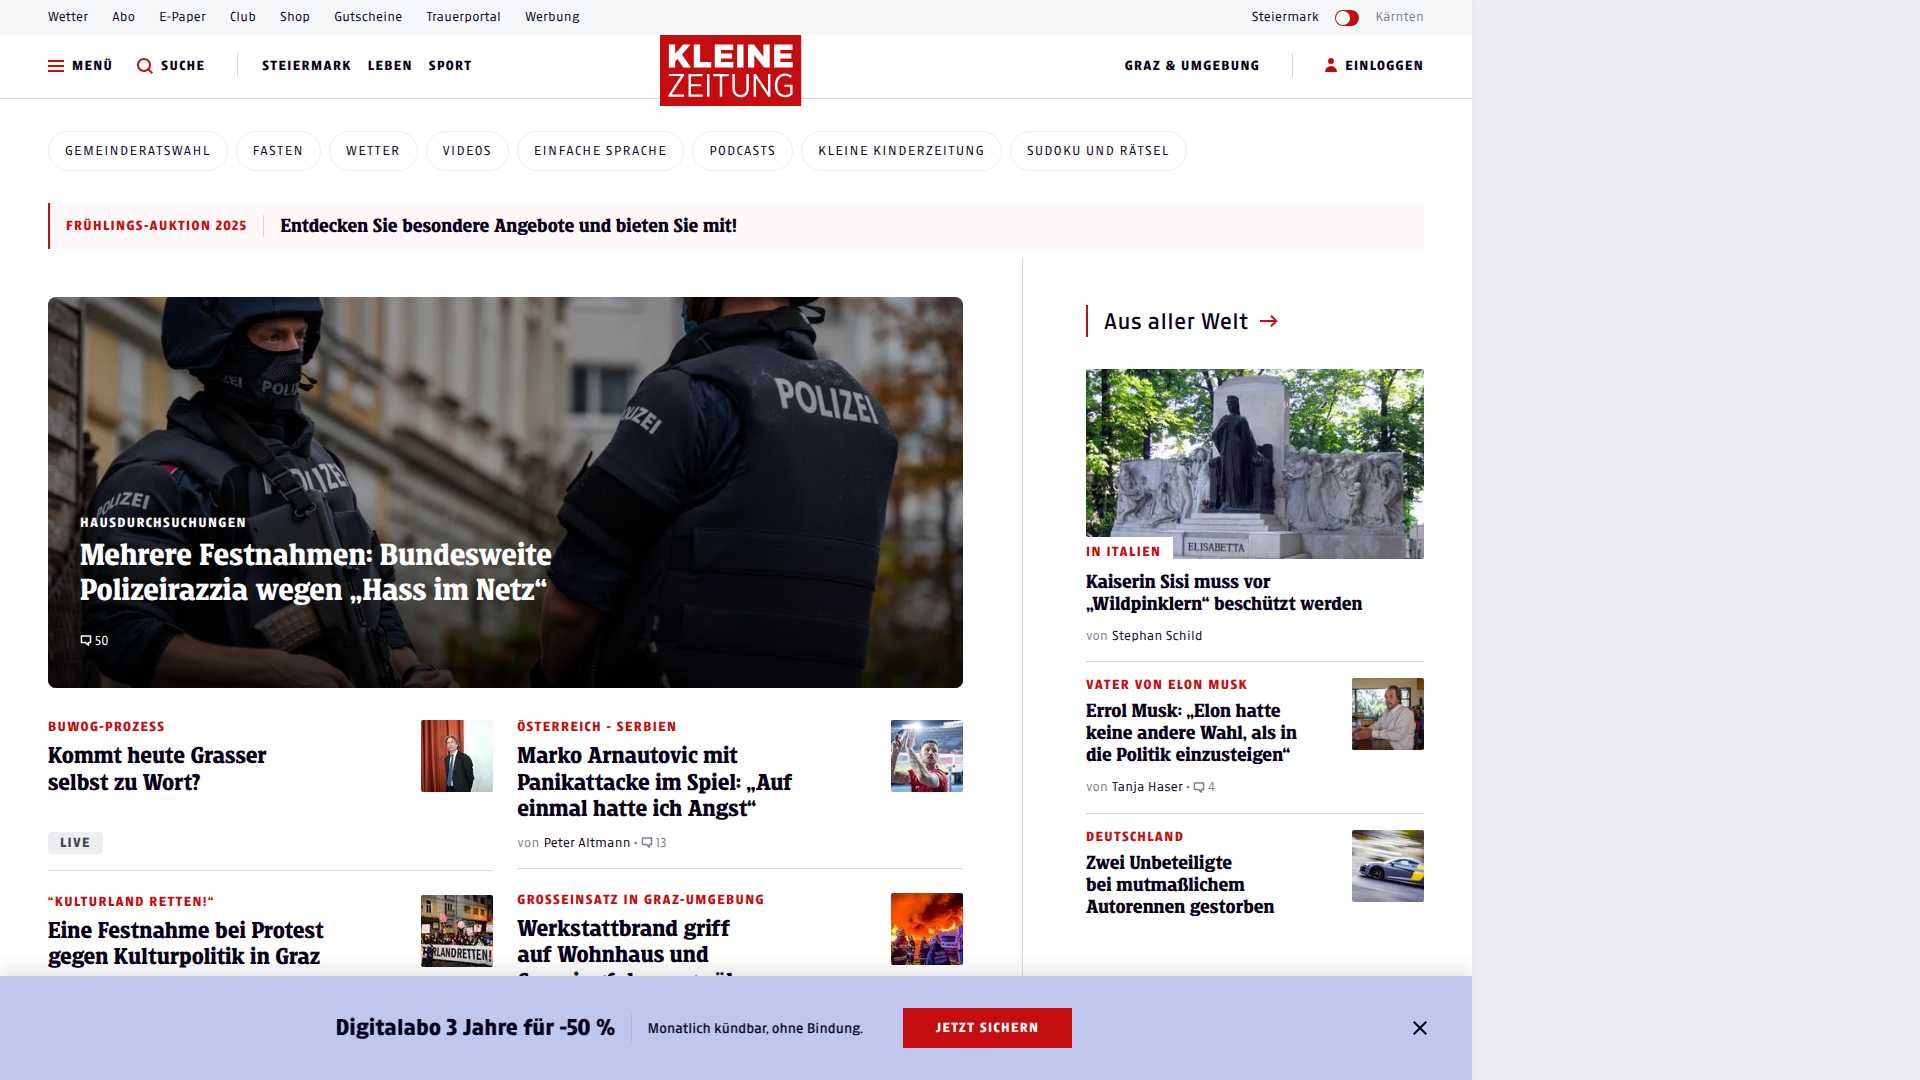 Wetter Abo E-Paper Club Shop Gutscheine Trauerportal Werbung Steiermark Kärnten
MENÜ SUCHE STEIERMARK LEBEN SPORT KLEINE ZEITUNG GRAZ & UMGEBUNG EINLOGGEN
GEMEINDERATSWAHL FASTEN WETTER VIDEOS EINFACHE SPRACHE PODCASTS KLEINE KINDERZEITUNG SUDOKU UND RÄTSEL
FRÜHLINGS-AUKTION 2025 Entdecken Sie besondere Angebote und bieten Sie mit!
POLIZEI
POLIZEI
POLIZEI
HAUSDURCHSUCHUNGEN
Mehrere Festnahmen: Bundesweite
Polizeirazzia wegen „Hass im Netz“
50
BUWOG-PROZESS
Kommt heute Grasser
selbst zu Wort?
LIVE
ÖSTERREICH - SERBIEN
Marko Arnautovic mit
Panikattacke im Spiel: „Auf
einmal hatte ich Angst“
von Peter Altmann • 13
“KULTURLAND RETTEN!“
Eine Festnahme bei Protest
gegen Kulturpolitik in Graz
GROSSEINSATZ IN GRAZ-UMGEBUNG
Werkstattbrand griff
auf Wohnhaus und
Aus aller Welt
ELISABETTA
IN ITALIEN
Kaiserin Sisi muss vor
„Wildpinklern“ beschützt werden
von Stephan Schild
VATER VON ELON MUSK
Errol Musk: „Elon hatte
keine andere Wahl, als in
die Politik einzusteigen“
von Tanja Haser • 4
DEUTSCHLAND
Zwei Unbeteiligte
bei mutmaßlichem
Autorennen gestorben
Digitalabo 3 Jahre für -50 % Monatlich kündbar, ohne Bindung. JETZT SICHERN